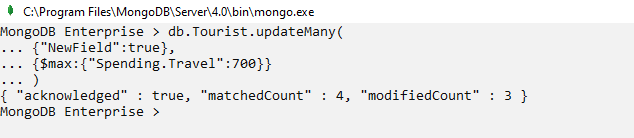 C:\Program Files\MongoDB\Server\4.0\bin\mongo.exe
MongoDB Enterprise > db.Tourist.updateMany(
... {"NewField":true},
... {$max:{"Spending.Travel":700}}
... )
{ "acknowledged" : true, "matchedCount" : 4, "modifiedCount" : 3 }
MongoDB Enterprise >